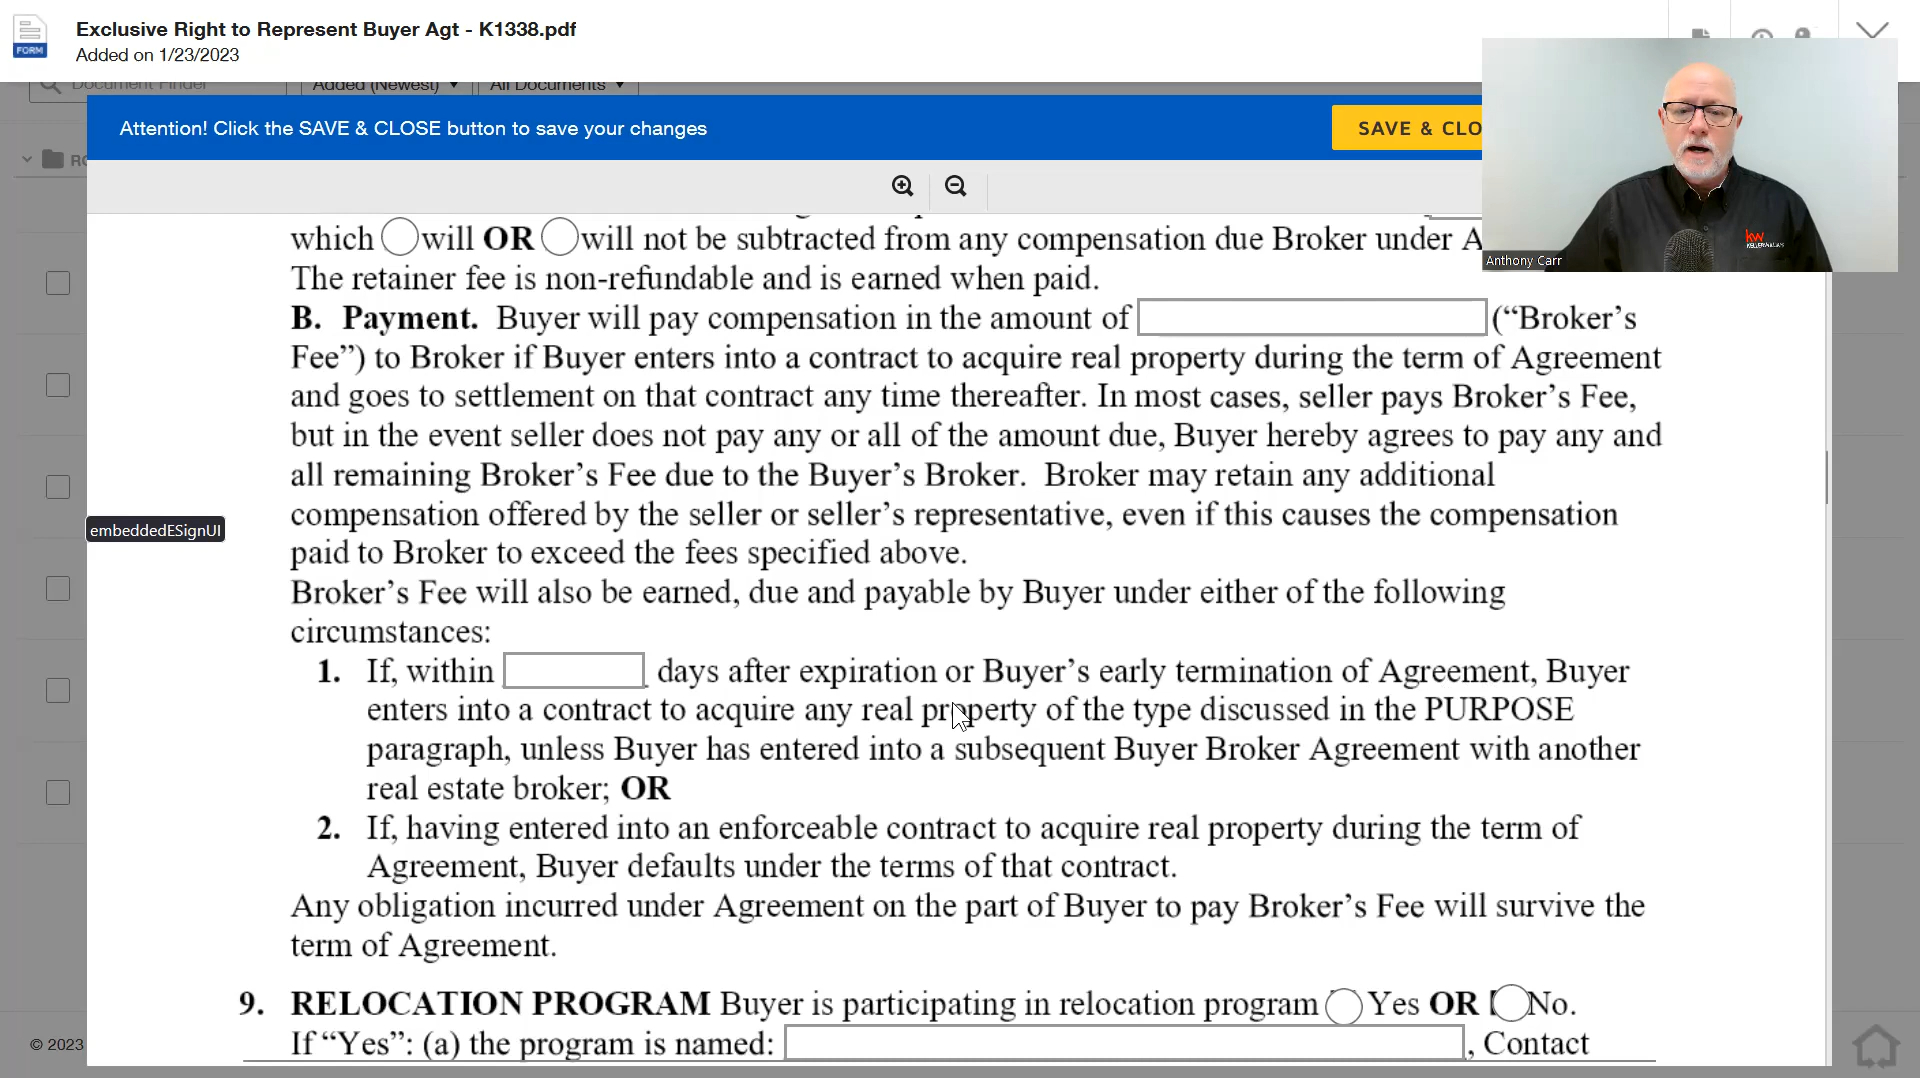 Exclusive Right to Represent Buyer Agt - K1338.pdf
FORM
Added on 1/23/2023
Document Finder
Added (Newest)
All Documents
Attention! Click the SAVE & CLOSE button to save your changes
SAVE & CLO
which will OR will not be subtracted from any compensation due Broker under A
The retainer fee is non-refundable and is earned when paid.
B. Payment. Buyer will pay compensation in the amount of (“Broker’s
Fee”) to Broker if Buyer enters into a contract to acquire real property during the term of Agreement
and goes to settlement on that contract any time thereafter. In most cases, seller pays Broker’s Fee,
but in the event seller does not pay any or all of the amount due, Buyer hereby agrees to pay any and
all remaining Broker’s Fee due to the Buyer’s Broker. Broker may retain any additional
compensation offered by the seller or seller’s representative, even if this causes the compensation
paid to Broker to exceed the fees specified above.
Broker’s Fee will also be earned, due and payable by Buyer under either of the following
circumstances:
1. If, within days after expiration or Buyer’s early termination of Agreement, Buyer
enters into a contract to acquire any real property of the type discussed in the PURPOSE
paragraph, unless Buyer has entered into a subsequent Buyer Broker Agreement with another
real estate broker; OR
2. If, having entered into an enforceable contract to acquire real property during the term of
Agreement, Buyer defaults under the terms of that contract.
Any obligation incurred under Agreement on the part of Buyer to pay Broker’s Fee will survive the
term of Agreement.
9. RELOCATION PROGRAM Buyer is participating in relocation program Yes OR No.
If “Yes”: (a) the program is named: , Contact
embeddedESignUI
© 2023
kw
KELLERWILLIAMS
Anthony Carr